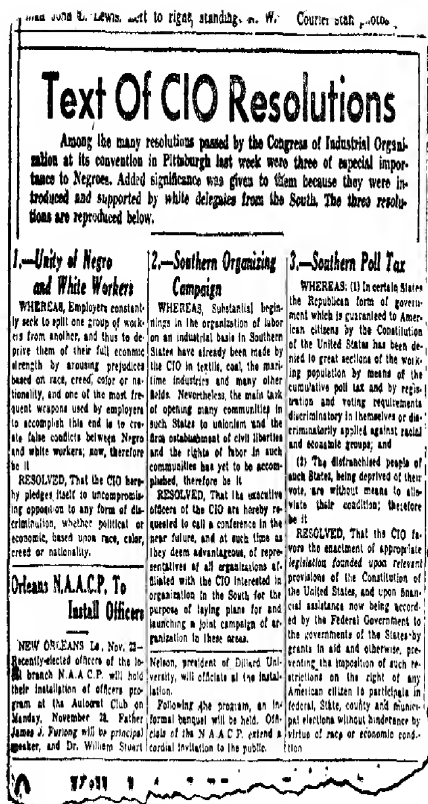 John L. Lewis. Left to right, standing, R. W. Courier Staff photos
Text Of CIO Resolutions
Among the many resolutions passed by the Congress of Industrial Organi-
zation at its convention in Pittsburgh last week were three of especial impor-
tance to Negroes. Added significance was given to them because they were in-
troduced and supported by white delegates from the South. The three resolu-
tions are reproduced below.
1.—Unity of Negro
and White Workers
WHEREAS, Employers constant-
ly seek to split one group of work-
ers from another, and thus to de-
prive them of their full economic
strength by arousing prejudices
based on race, creed, color or na-
tionality, and one of the most fre-
quent weapons used by employers
to accomplish this end is to cre-
ate false conflicts between Negro
and white workers; now, therefore
be it
RESOLVED, That the CIO here-
by pledges itself to uncompromis-
ing opposition to any form of dis-
crimination, whether political or
economic, based upon race, color,
creed or nationality.
Orleans N.A.A.C.P. To
Install Officers
NEW ORLEANS La., Nov. 23—
Recently-elected officers of the lo-
cal branch N.A.A.C.P. will hold
their installation of officers pro-
gram at the Autocrat Club on
Monday, November 28. Father
James J. Furlong will be principal
speaker, and Dr. William Stuart
2.—Southern Organizing
Campaign
WHEREAS, Substantial begin-
nings in the organization of labor
on an industrial basis in Southern
States have already been made by
the CIO in textile, coal, the mari-
time industries and many other
fields. Nevertheless, the main task
of opening many communities in
such States to unionism and the
firm establishment of civil liberties
and the rights of labor in such
communities has yet to be accom-
plished, therefore be it
RESOLVED, That the executive
officers of the CIO are hereby re-
quested to call a conference in the
near future, and at such time as
they deem advantageous, of repre-
sentatives of all organizations af-
filiated with the CIO interested in
organization in the South for the
purpose of laying plans for and
launching a joint campaign of or-
ganization in these areas.
Nelson, president of Dillard Uni-
versity, will officiate at the instal-
lation.
Following the program, an in-
formal banquet will be held. Offi-
cials of the N.A.A.C.P. extend a
cordial invitation to the public.
3.—Southern Poll Tax
WHEREAS: (1) In certain States
the Republican form of govern-
ment which is guaranteed to Amer-
ican citizens by the Constitution
of the United States has been de-
nied to great sections of the work-
ing population by means of the
cumulative poll tax and by regis-
tration and voting requirements
discriminatory in themselves or dis-
criminatorily applied against racial
and economic groups; and
(2) The disfranchised people of
such States, being deprived of their
vote, are without means to alle-
viate their condition; therefore
be it
RESOLVED, That the CIO fa-
vors the enactment of appropriate
legislation founded upon relevant
provisions of the Constitution of
the United States, and upon finan-
cial assistance now being accord-
ed by the Federal Government to
the governments of the States by
grants in aid and otherwise, pre-
venting the imposition of such re-
strictions on the right of any
American citizen to participate in
federal, State, county and munici-
pal elections without hinderance by
virtue of race or economic condi-
tion